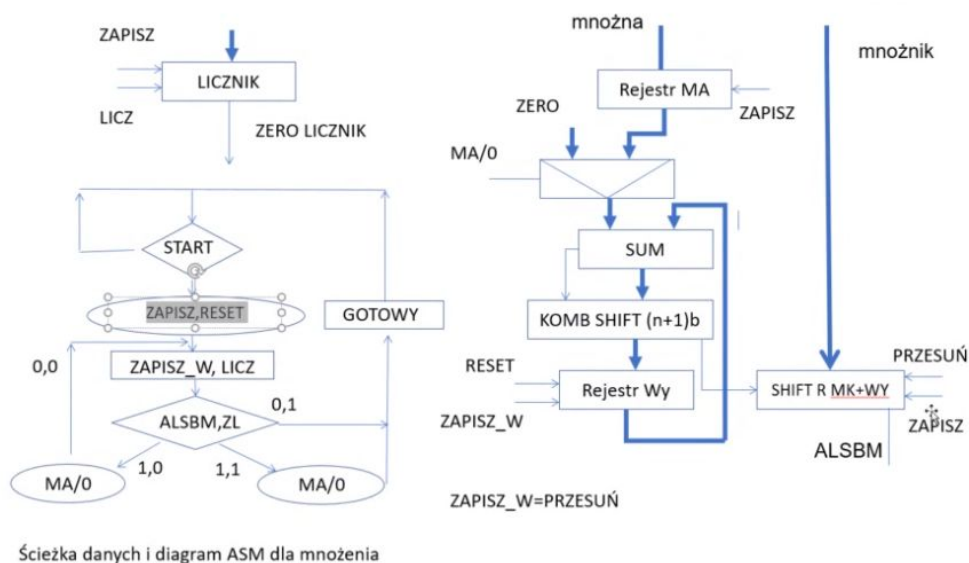 ZAPISZ
LICZNIK
LICZ
ZERO LICZNIK
START
ZAPISZ,RESET
GOTOWY
0,0
ZAPISZ_W, LICZ
ALSBM,ZL
0,1
1,0
1,1
MA/0
MA/0
mnożna
mnożnik
Rejestr MA
ZERO
ZAPISZ
MA/0
SUM
KOMB SHIFT (n+1)b
RESET
Rejestr Wy
ZAPISZ_W
PRZESUŃ
SHIFT R MK+WY
ZAPISZ
ALSBM
ZAPISZ_W=PRZESUŃ
Ścieżka danych i diagram ASM dla mnożenia